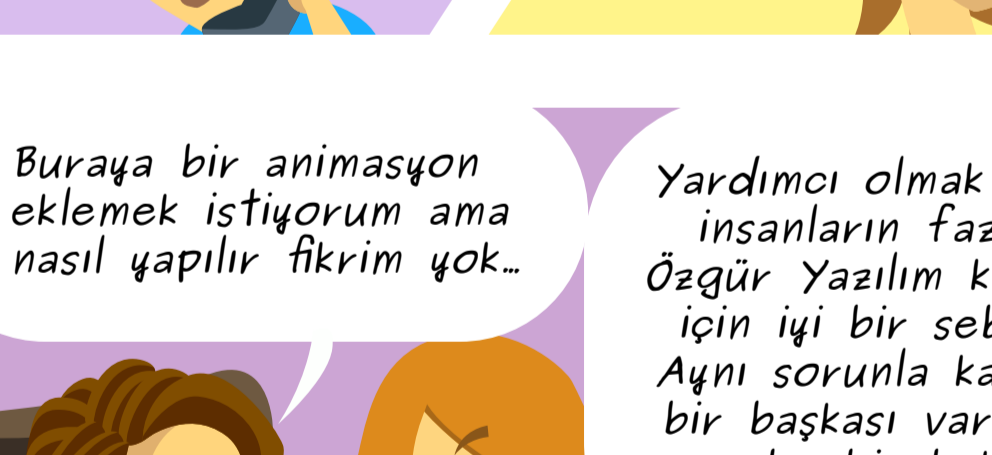 Buraya bir animasyon
eklemek istiyorum ama
nasıl yapılır fikrim yok...
Yardımcı olmak
insanların
Özgür Yazılım
için iyi bir
Aynı sorunla
bir başkası var